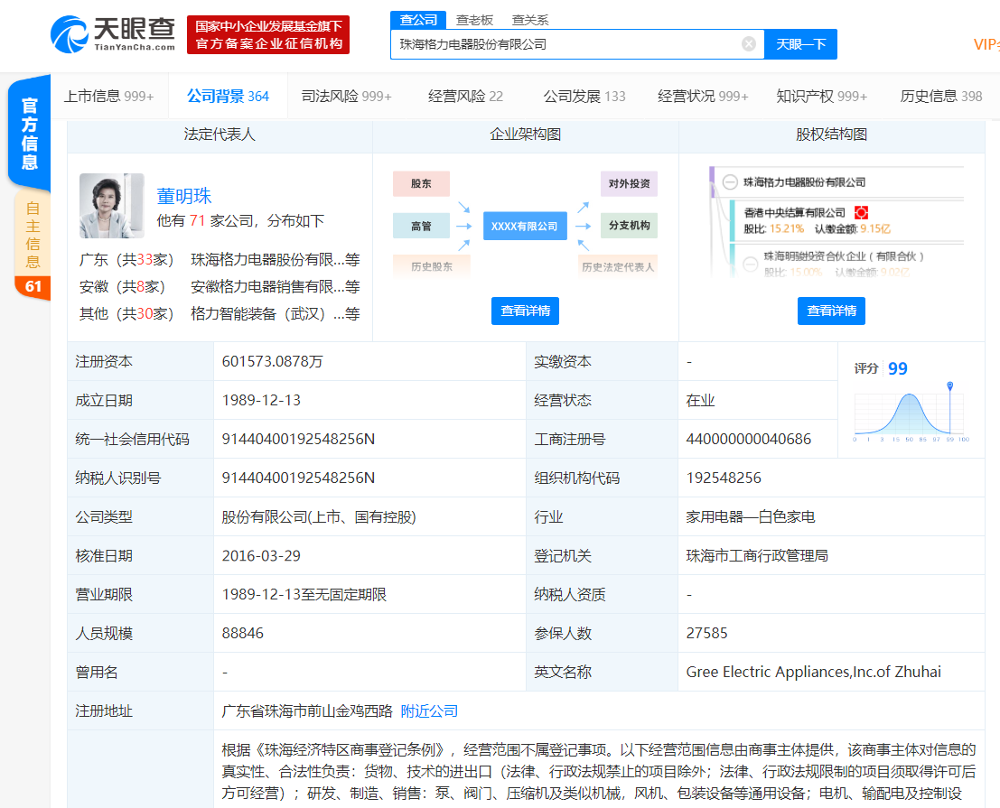 天眼查
TianYanCha.com
国家中小企业发展基金旗下
官方备案企业征信机构
查公司 查老板 查关系
珠海格力电器股份有限公司
天眼一下
上市信息 999+ 公司背景 364 司法风险 999+ 经营风险 22 公司发展 133 经营状况 999+ 知识产权 999+ 历史信息 398
官方信息
自主信息
61
法定代表人 企业架构图 股权结构图
董明珠
他有 71 家公司，分布如下
广东（共33家） 珠海格力电器股份有限...等
安徽（共8家） 安徽格力电器销售有限...等
其他（共30家） 格力智能装备（武汉）...等
股东 对外投资
高管 XXXX有限公司 分支机构
历史股东 历史法定代表人
查看详情
珠海格力电器股份有限公司
香港中央结算有限公司
股比: 15.21% 认缴金额: 9.15亿
珠海明骏投资合伙企业（有限合伙）
股比: 15.00% 认缴金额: 9.02亿
查看详情
注册资本 601573.0878万 实缴资本 -
评分 99
0 1 3 15 50 85 97 99 100
成立日期 1989-12-13 经营状态 在业
统一社会信用代码 91440400192548256N 工商注册号 440000000040686
纳税人识别号 91440400192548256N 组织机构代码 192548256
公司类型 股份有限公司(上市、国有控股) 行业 家用电器—白色家电
核准日期 2016-03-29 登记机关 珠海市工商行政管理局
营业期限 1989-12-13至无固定期限 纳税人资质 -
人员规模 88846 参保人数 27585
曾用名 - 英文名称 Gree Electric Appliances,Inc.of Zhuhai
注册地址 广东省珠海市前山金鸡西路 附近公司
根据《珠海经济特区商事登记条例》，经营范围不属登记事项。以下经营范围信息由商事主体提供，该商事主体对信息的
真实性、合法性负责：货物、技术的进出口（法律、行政法规禁止的项目除外；法律、行政法规限制的项目须取得许可后
方可经营）；研发、制造、销售：泵、阀门、压缩机及类似机械，风机、包装设备等通用设备；电机、输配电及控制设